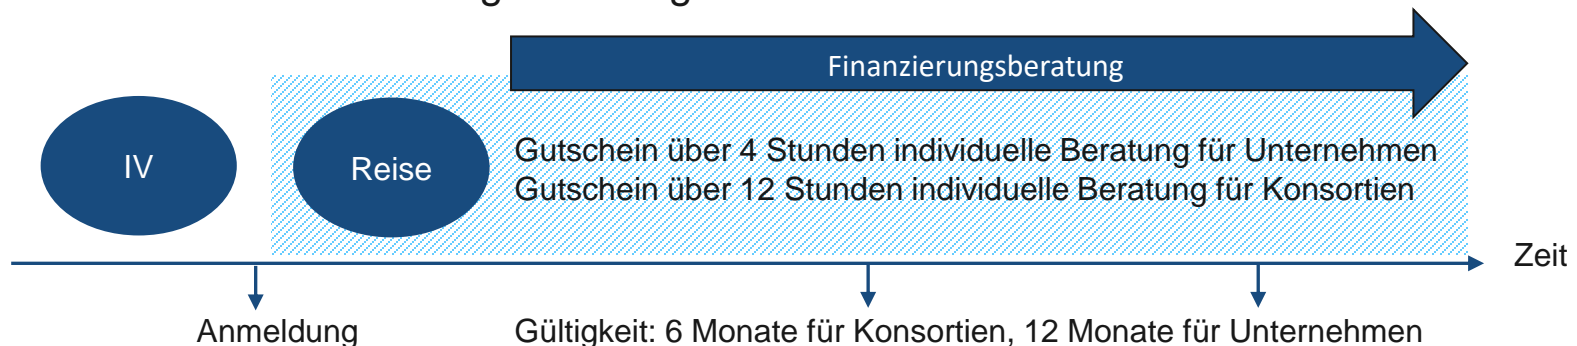 Finanzierungsberatung
IV
Reise
Gutschein über 4 Stunden individuelle Beratung für Unternehmen
Gutschein über 12 Stunden individuelle Beratung für Konsortien
Zeit
Anmeldung
Gültigkeit: 6 Monate für Konsortien, 12 Monate für Unternehmen